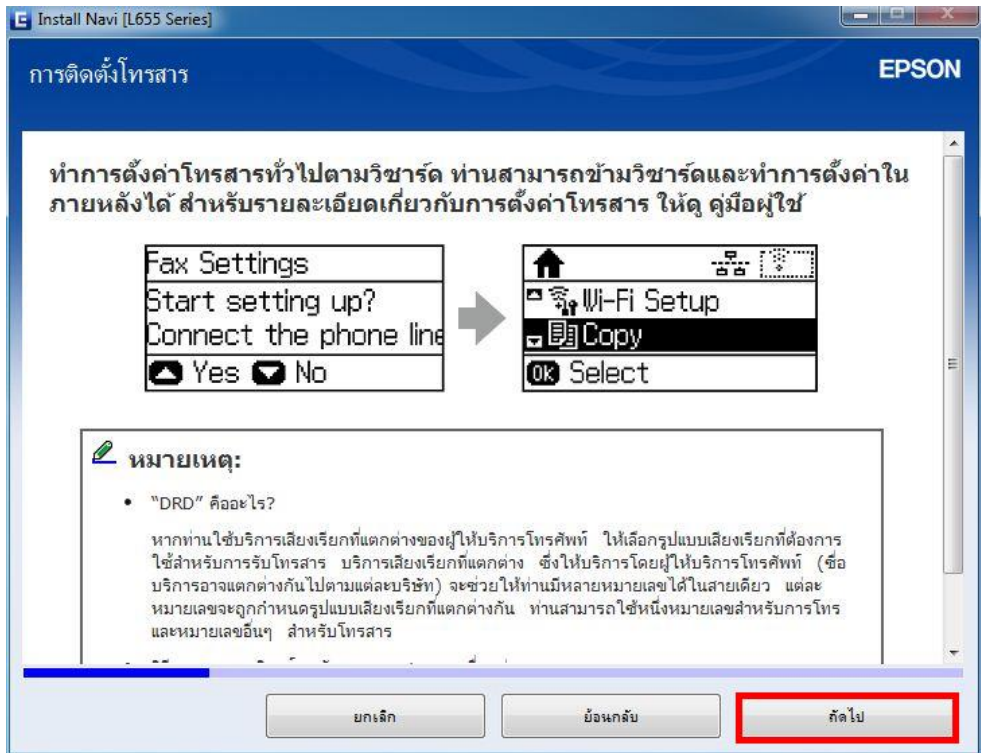 Install Navi [L655 Series]
การติดตั้งโทรสาร
EPSON
ทำการตั้งค่าโทรสารทั่วไปตามวิซาร์ด ท่านสามารถข้ามวิซาร์ดและทำการตั้งค่าใน
ภายหลังได้ สำหรับรายละเอียดเกี่ยวกับการตั้งค่าโทรสาร ให้ดู คู่มือผู้ใช้
Fax Settings
Start setting up?
Connect the phone line
Yes No
Wi-Fi Setup
Copy
OK Select
หมายเหตุ:
• "DRD" คืออะไร?
หากท่านใช้บริการเสียงเรียกที่แตกต่างของผู้ให้บริการโทรศัพท์ ให้เลือกรูปแบบเสียงเรียกที่ต้องการ
ใช้สำหรับการรับโทรสาร บริการเสียงเรียกที่แตกต่าง ซึ่งให้บริการโดยผู้ให้บริการโทรศัพท์ (ชื่อ
บริการอาจแตกต่างกันไปตามแต่ละบริษัท) จะช่วยให้ท่านมีหลายหมายเลขได้ในสายเดียว แต่ละ
หมายเลขจะถูกกำหนดรูปแบบเสียงเรียกที่แตกต่างกัน ท่านสามารถใช้หนึ่งหมายเลขสำหรับการโทร
และหมายเลขอื่นๆ สำหรับโทรสาร
ยกเลิก
ย้อนกลับ
ถัดไป